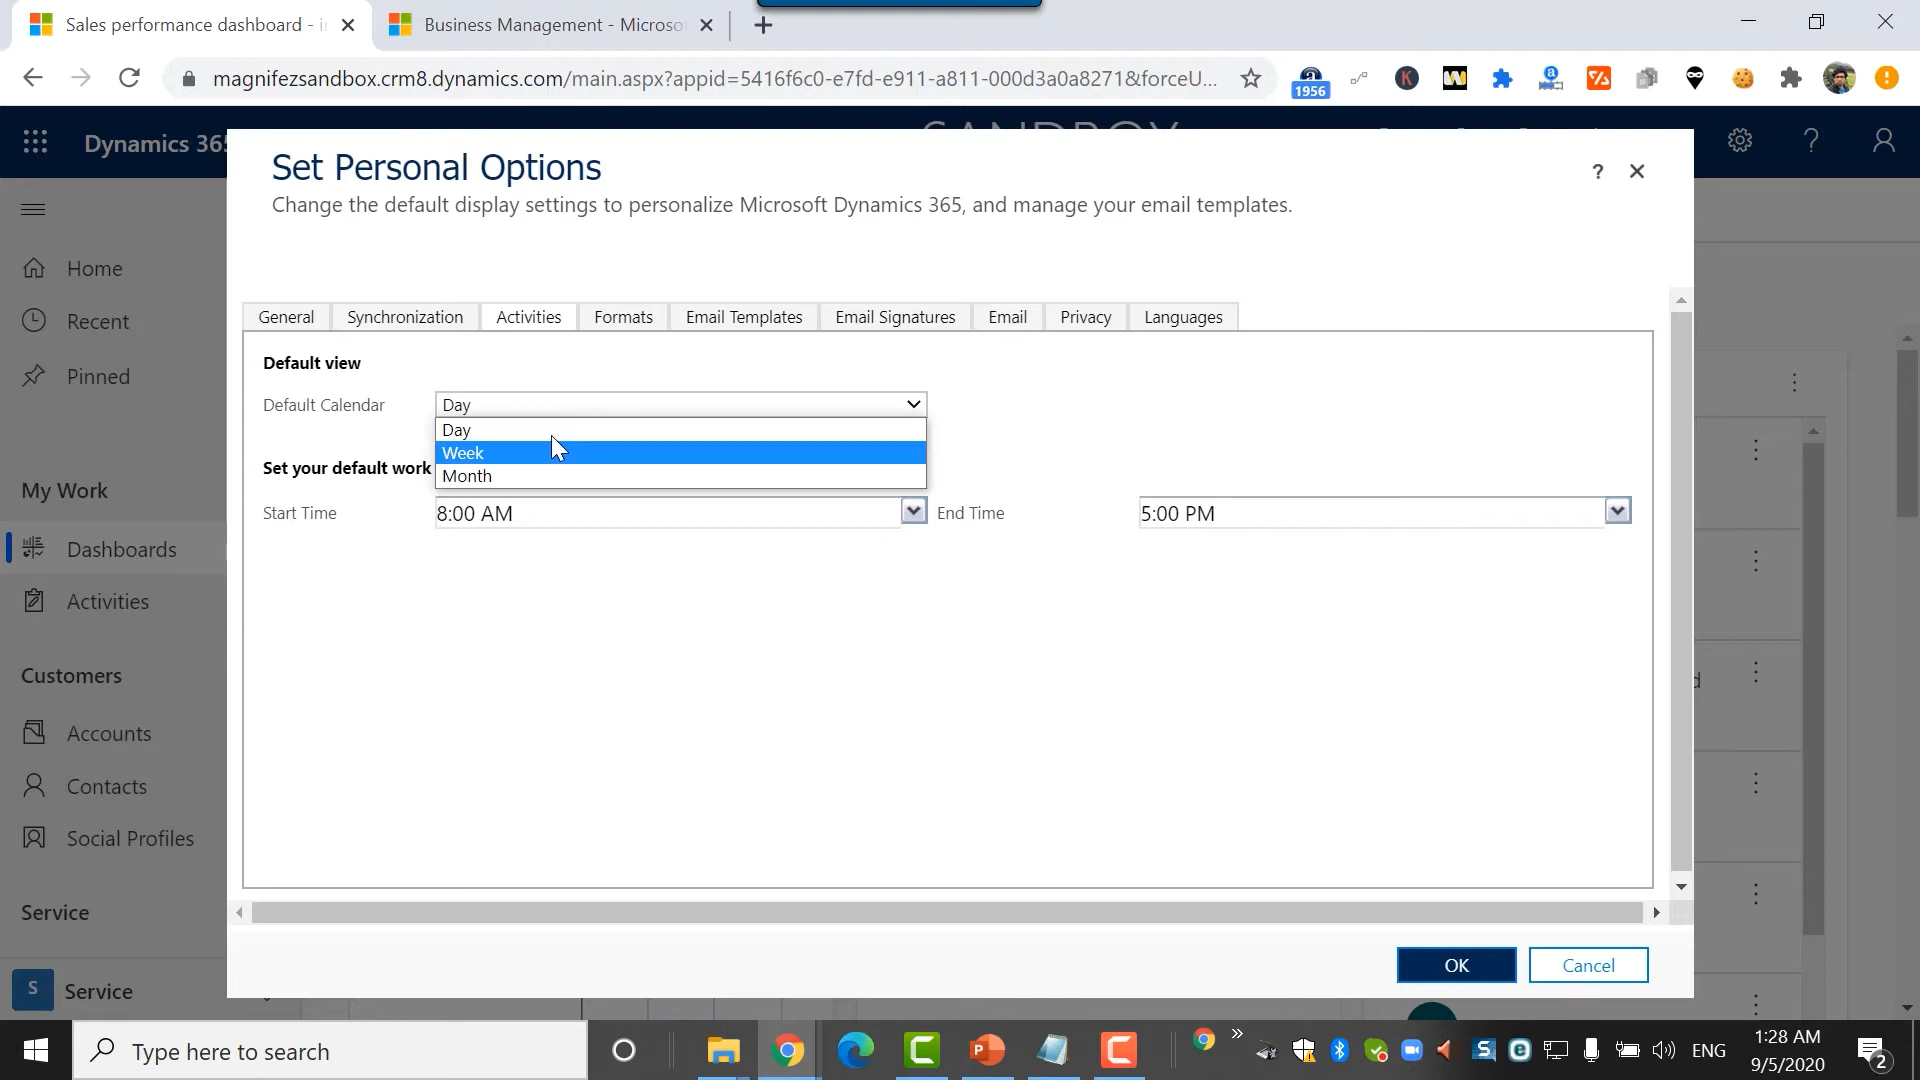 Sales performance dashboard - i
Business Management - Microso
magnifezsandbox.crm8.dynamics.com/main.aspx?appid=5416f6c0-e7fd-e911-a811-000d3a0a8271&forceU...
1956
Dynamics 365
SANDBOX
Set Personal Options
Change the default display settings to personalize Microsoft Dynamics 365, and manage your email templates.
Home
Recent
Pinned
My Work
Dashboards
Activities
Customers
Accounts
Contacts
Social Profiles
Service
S Service
General Synchronization Activities Formats Email Templates Email Signatures Email Privacy Languages
Default view
Default Calendar Day
Day
Week
Month
Set your default work
Start Time 8:00 AM End Time 5:00 PM
OK Cancel
Type here to search
ENG
1:28 AM
9/5/2020
2